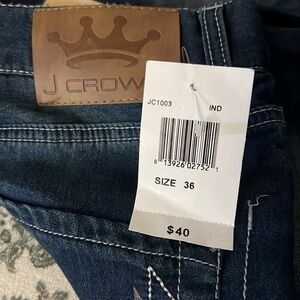 J CROW
JC1003 IND
8 13926 02752 1
SIZE 36
$40